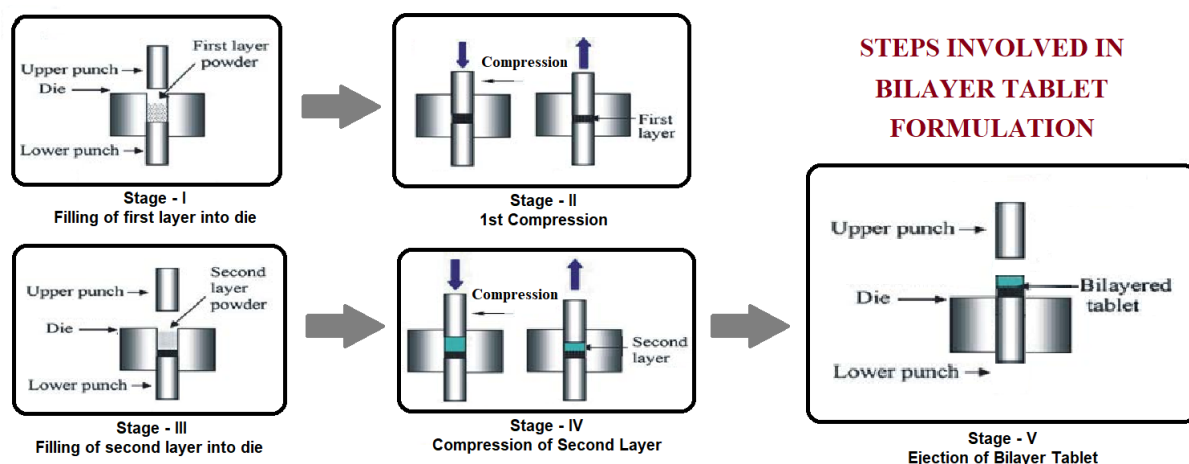 First layer
powder
Upper punch
Die
Lower punch
Stage - I
Filling of first layer into die
Compression
First
layer
Stage - II
1st Compression
STEPS INVOLVED IN
BILAYER TABLET
FORMULATION
Second
layer
powder
Upper punch
Die
Lower punch
Stage - III
Filling of second layer into die
Compression
Second
layer
Stage - IV
Compression of Second Layer
Upper punch
Die
Bilayered
tablet
Lower punch
Stage - V
Ejection of Bilayer Tablet